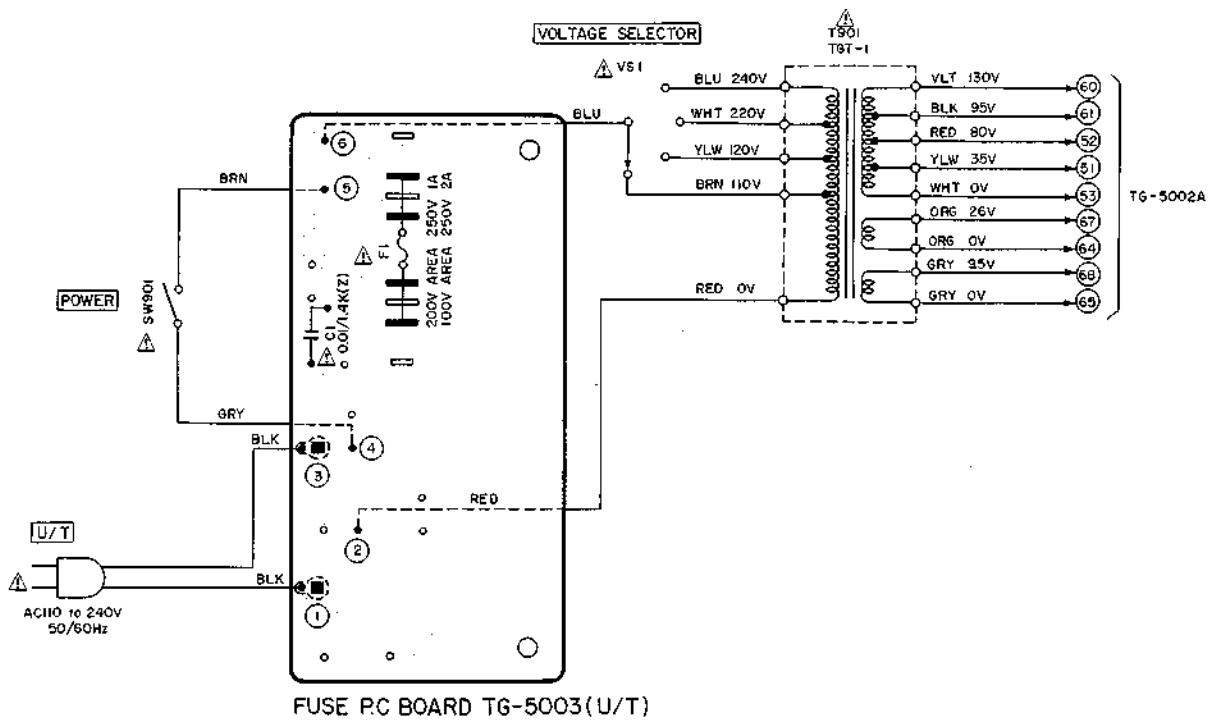 VOLTAGE SELECTOR
VS1
T901
TGT-1
BLU 240V
WHT 220V
YLW 120V
BRN 110V
RED 0V
VLT 130V
BLK 95V
RED 80V
YLW 35V
WHT 0V
ORG 26V
ORG 0V
GRY 9.5V
GRY 0V
60
61
52
51
53
67
64
68
65
TG-5002A
BLU
6
5
BRN
POWER
SW901
F1
250V 1A
250V 2A
200V AREA
100V AREA
C1
0.01/1.4K(Z)
GRY
BLK
3
4
RED
2
U/T
BLK
1
AC110 to 240V
50/60Hz
FUSE P.C BOARD TG-5003(U/T)